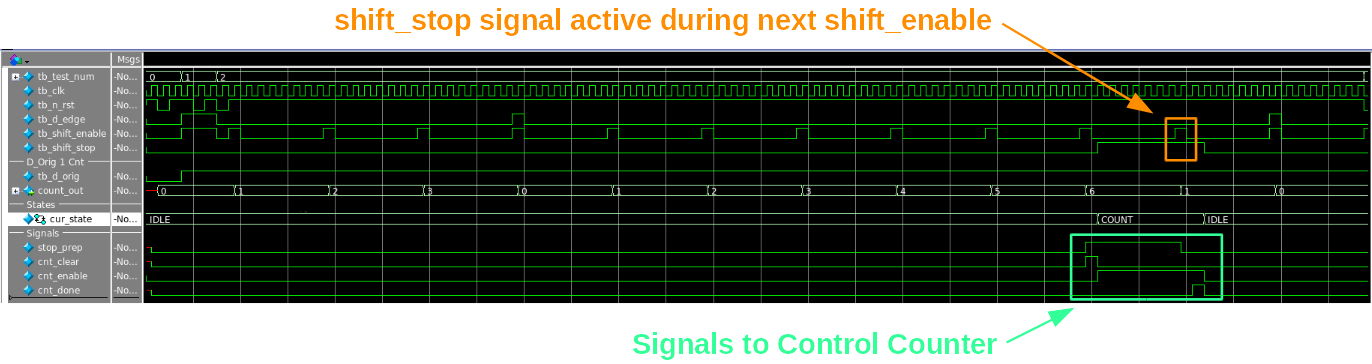 shift_stop signal active during next shift_enable
Msgs
tb_test_num -No... 0 1 2
tb_clk -No...
tb_n_rst -No...
tb_d_edge -No...
tb_shift_enable -No...
tb_shift_stop -No...
D_Orig 1 Cnt
tb_d_orig -No...
count_out -No... 0 1 2 3 0 1 2 3 4 5 6 1 0
States
cur_state -No... IDLE COUNT IDLE
Signals
stop_prep -No...
cnt_clear -No...
cnt_enable -No...
cnt_done -No...
Signals to Control Counter